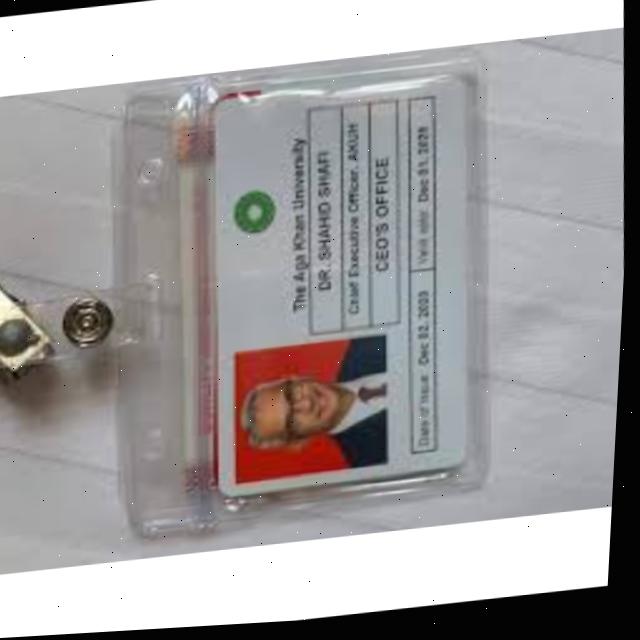 The Aga Khan University
DR. SHAHID SHAFI
Chief Executive Officer, AKUH
CEO'S OFFICE
Date of Issue: Dec 02, 2023 Valid upto: Dec 01, 2028